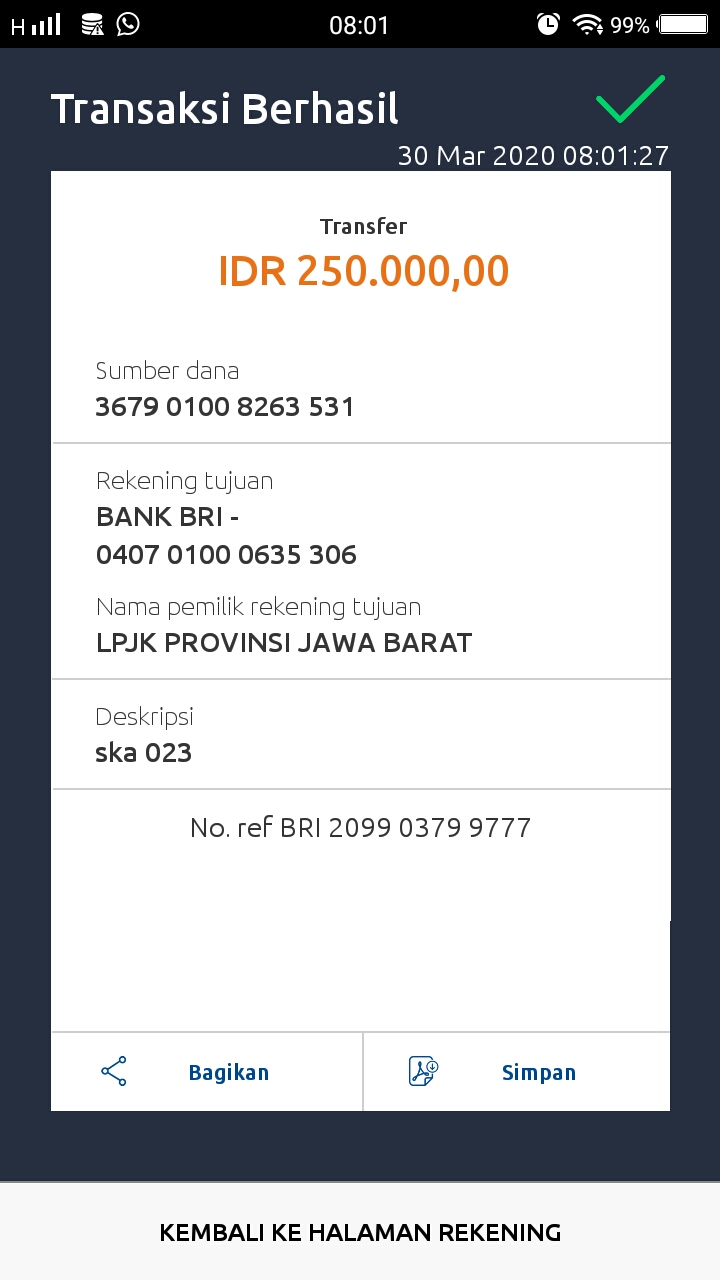 H 08:01 99%
Transaksi Berhasil
30 Mar 2020 08:01:27
Transfer
IDR 250.000,00
Sumber dana
3679 0100 8263 531
Rekening tujuan
BANK BRI -
0407 0100 0635 306
Nama pemilik rekening tujuan
LPJK PROVINSI JAWA BARAT
Deskripsi
ska 023
No. ref BRI 2099 0379 9777
Bagikan Simpan
KEMBALI KE HALAMAN REKENING